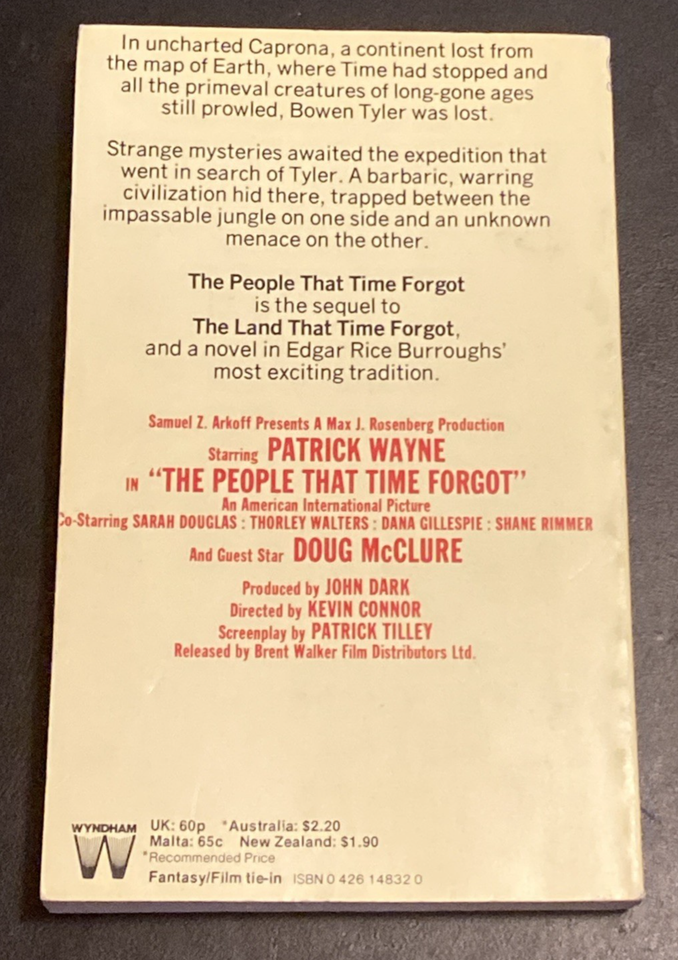 In uncharted Caprona, a continent lost from
the map of Earth, where Time had stopped and
all the primeval creatures of long-gone ages
still prowled, Bowen Tyler was lost.
Strange mysteries awaited the expedition that
went in search of Tyler. A barbaric, warring
civilization hid there, trapped between the
impassable jungle on one side and an unknown
menace on the other.
The People That Time Forgot
is the sequel to
The Land That Time Forgot,
and a novel in Edgar Rice Burroughs'
most exciting tradition.
Samuel Z. Arkoff Presents A Max J. Rosenberg Production
Starring PATRICK WAYNE
IN "THE PEOPLE THAT TIME FORGOT"
An American International Picture
Co-Starring SARAH DOUGLAS : THORLEY WALTERS : DANA GILLESPIE : SHANE RIMMER
And Guest Star DOUG McCLURE
Produced by JOHN DARK
Directed by KEVIN CONNOR
Screenplay by PATRICK TILLEY
Released by Brent Walker Film Distributors Ltd.
WYNDHAM
W
UK: 60p *Australia: $2.20
Malta: 65c New Zealand: $1.90
*Recommended Price
Fantasy/Film tie-in ISBN 0 426 14832 0